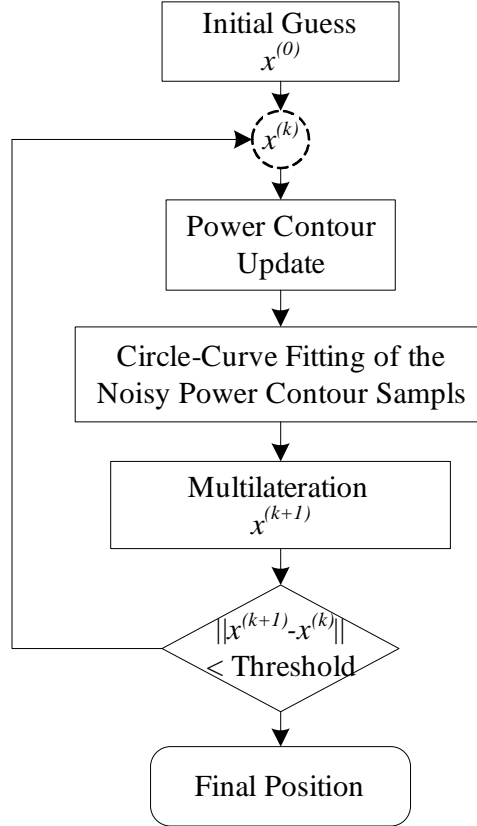 Initial Guess
x^(0)
x^(k)
Power Contour
Update
Circle-Curve Fitting of the
Noisy Power Contour Sampls
Multilateration
x^(k+1)
||x^(k+1)-x^(k)||
< Threshold
Final Position